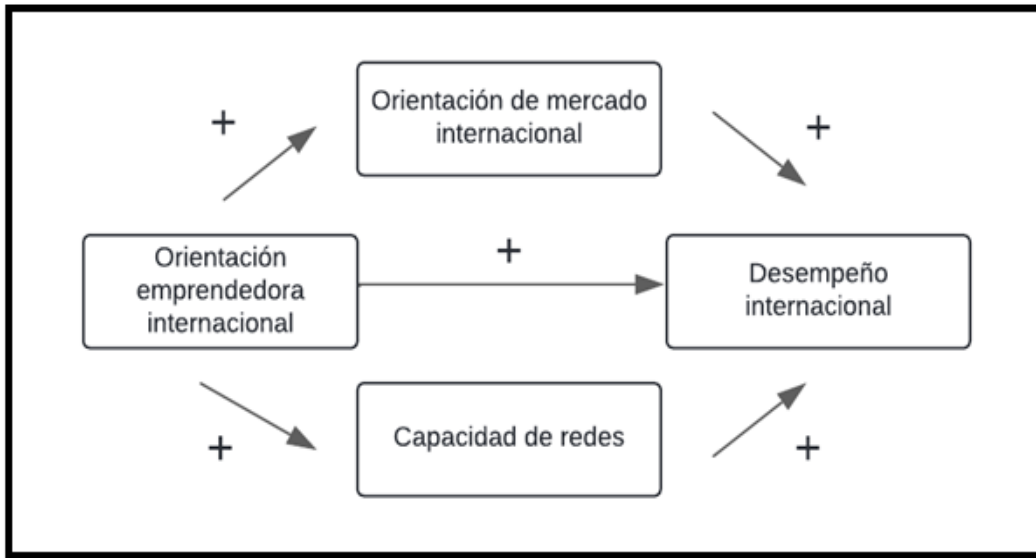 Orientación de mercado
internacional
+
+
Orientación
emprendedora
internacional
+
Desempeño
internacional
Capacidad de redes
+
+